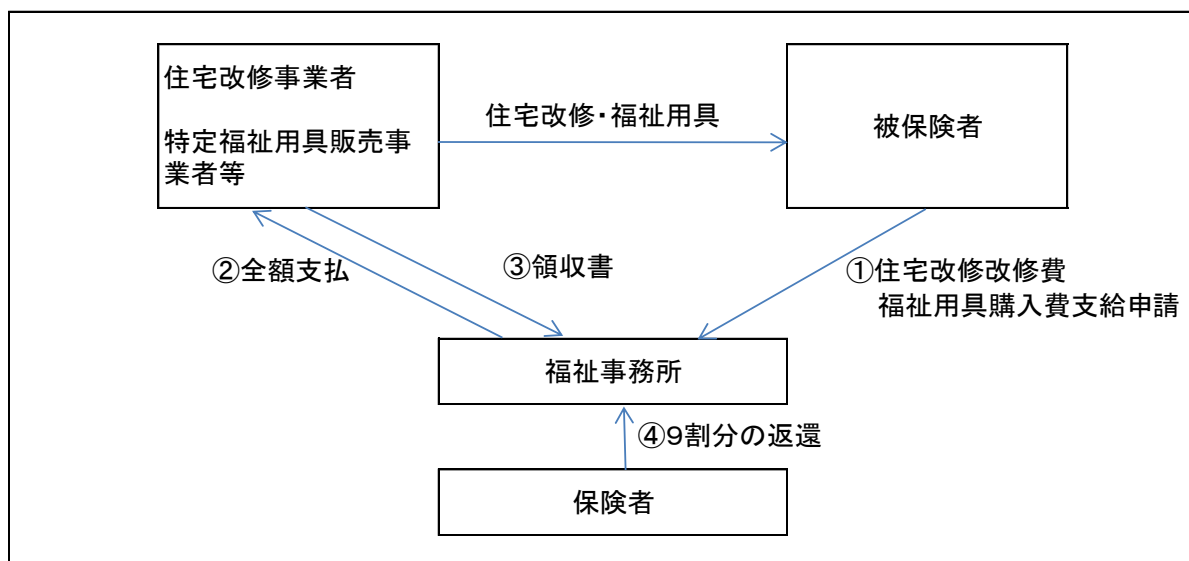 住宅改修事業者
特定福祉用具販売事
業者等
住宅改修・福祉用具
被保険者
②全額支払
③領収書
①住宅改修改修費
福祉用具購入費支給申請
福祉事務所
④９割分の返還
保険者